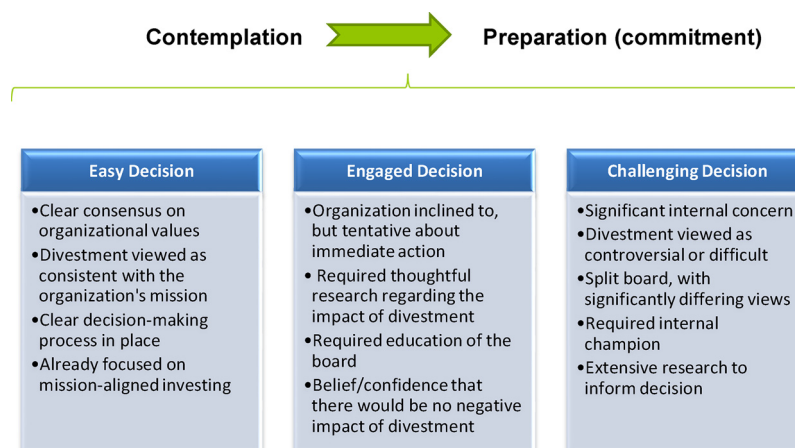 Contemplation
Preparation (commitment)
Easy Decision
•Clear consensus on
organizational values
•Divestment viewed as
consistent with the
organization's mission
•Clear decision-making
process in place
•Already focused on
mission-aligned investing
Engaged Decision
•Organization inclined to,
but tentative about
immediate action
• Required thoughtful
research regarding the
impact of divestment
•Required education of the
board
•Belief/confidence that
there would be no negative
impact of divestment
Challenging Decision
•Significant internal concern
•Divestment viewed as
controversial or difficult
•Split board, with
significantly differing views
•Required internal
champion
•Extensive research to
inform decision